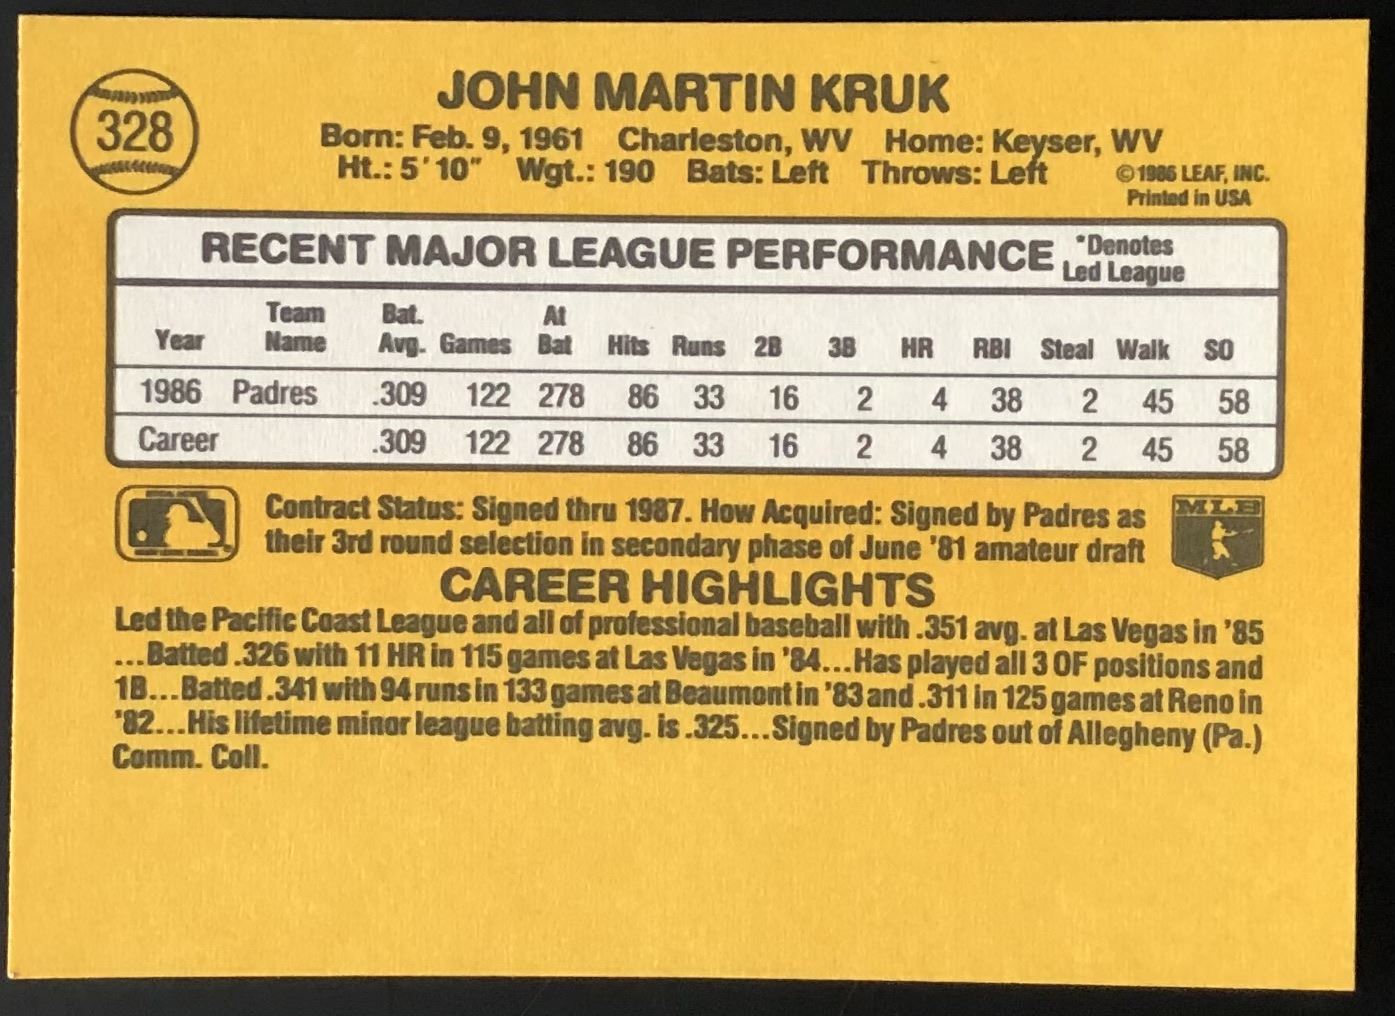 328
JOHN MARTIN KRUK
Born: Feb. 9, 1961 Charleston, WV Home: Keyser, WV
Ht.: 5'10" Wgt.: 190 Bats: Left Throws: Left
©1986 LEAF, INC.
Printed in USA
RECENT MAJOR LEAGUE PERFORMANCE *Denotes
Led League
Year Team Name Bat. Avg. Games At Bat Hits Runs 2B 3B HR RBI Steal Walk SO
1986 Padres .309 122 278 86 33 16 2 4 38 2 45 58
Career .309 122 278 86 33 16 2 4 38 2 45 58
Contract Status: Signed thru 1987. How Acquired: Signed by Padres as
their 3rd round selection in secondary phase of June '81 amateur draft
MLB
CAREER HIGHLIGHTS
Led the Pacific Coast League and all of professional baseball with .351 avg. at Las Vegas in '85
...Batted .326 with 11 HR in 115 games at Las Vegas in '84...Has played all 3 OF positions and
1B...Batted .341 with 94 runs in 133 games at Beaumont in '83 and .311 in 125 games at Reno in
'82...His lifetime minor league batting avg. is .325...Signed by Padres out of Allegheny (Pa.)
Comm. Coll.